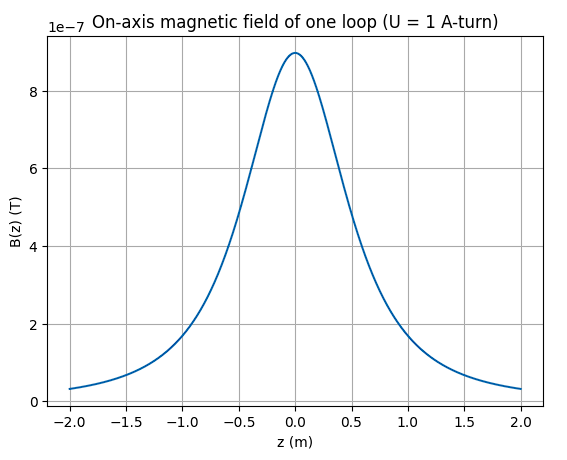 On-axis magnetic field of one loop (U = 1 A-turn)
1e−7
8
6
4
2
0
B(z) (T)
−2.0 −1.5 −1.0 −0.5 0.0 0.5 1.0 1.5 2.0
z (m)